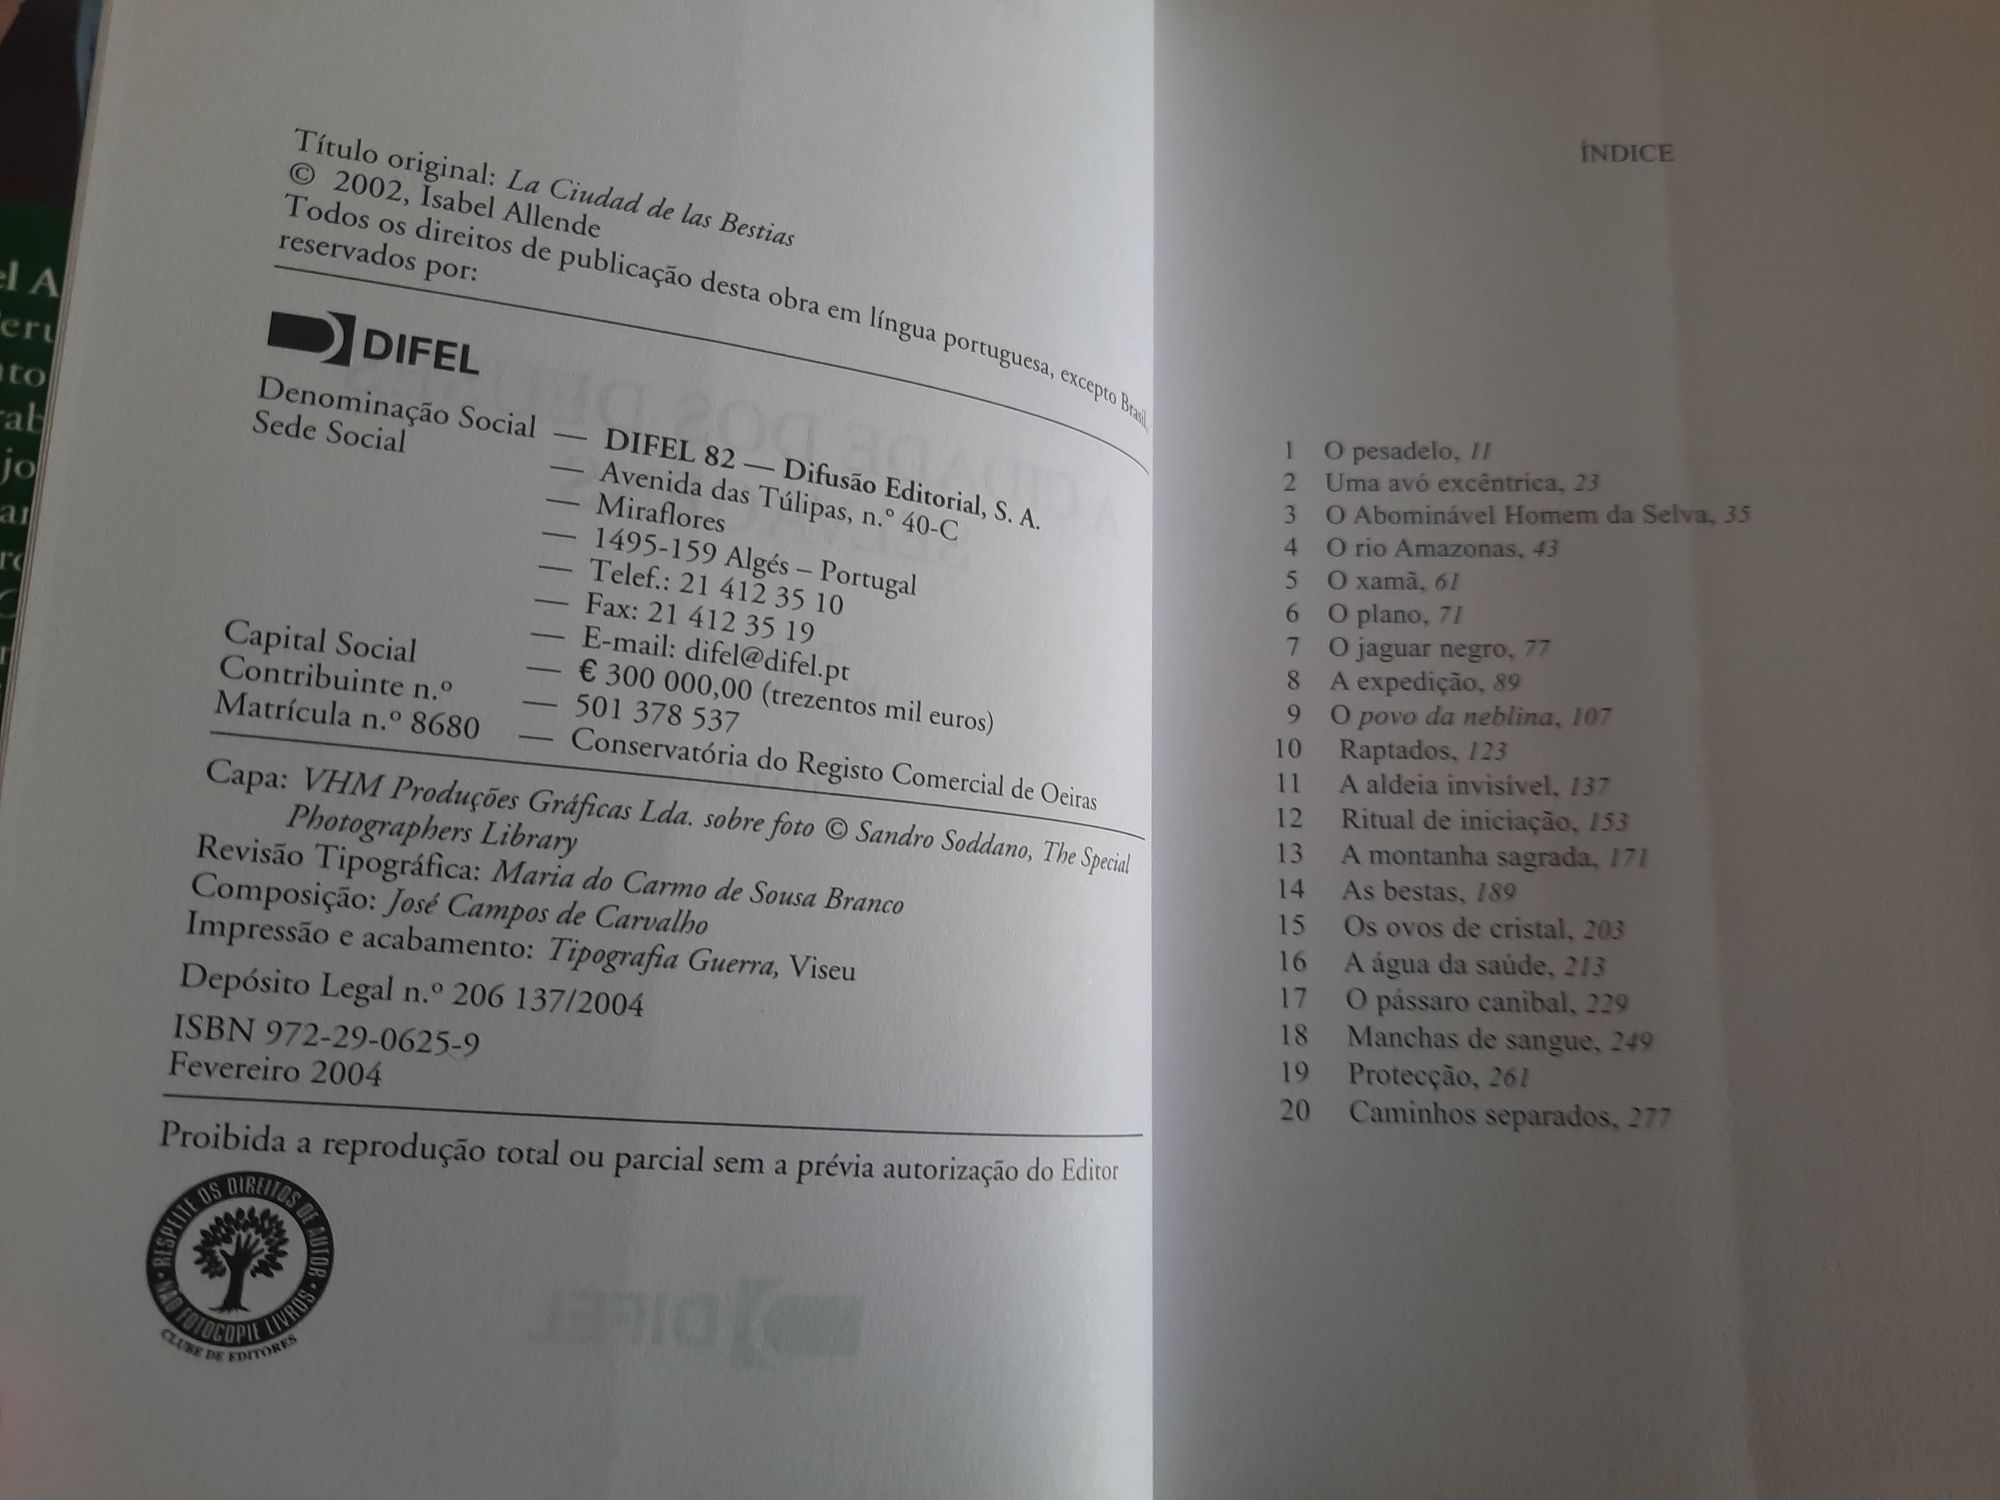 Título original: La Ciudad de las Bestias
© 2002, Isabel Allende
Todos os direitos de publicação desta obra em língua portuguesa, excepto Brasil,
reservados por:
DIFEL
Denominação Social — DIFEL 82 — Difusão Editorial, S. A.
Sede Social — Avenida das Túlipas, n.° 40-C
— Miraflores
— 1495-159 Algés – Portugal
— Telef.: 21 412 35 10
— Fax: 21 412 35 19
— E-mail: difel@difel.pt
Capital Social — € 300 000,00 (trezentos mil euros)
Contribuinte n.º — 501 378 537
Matrícula n.º 8680 — Conservatória do Registo Comercial de Oeiras
Capa: VHM Produções Gráficas Lda. sobre foto © Sandro Soddano, The Special
Photographers Library
Revisão Tipográfica: Maria do Carmo de Sousa Branco
Composição: José Campos de Carvalho
Impressão e acabamento: Tipografia Guerra, Viseu
Depósito Legal n.º 206 137/2004
ISBN 972-29-0625-9
Fevereiro 2004
Proibida a reprodução total ou parcial sem a prévia autorização do Editor
RESPEITE OS DIREITOS DE AUTOR
• NÃO FOTOCOPIE LIVROS •
CLUBE DE EDITORES
ÍNDICE
1 O pesadelo, 11
2 Uma avó excêntrica, 23
3 O Abominável Homem da Selva, 35
4 O rio Amazonas, 43
5 O xamã, 61
6 O plano, 71
7 O jaguar negro, 77
8 A expedição, 89
9 O povo da neblina, 107
10 Raptados, 123
11 A aldeia invisível, 137
12 Ritual de iniciação, 153
13 A montanha sagrada, 171
14 As bestas, 189
15 Os ovos de cristal, 203
16 A água da saúde, 213
17 O pássaro canibal, 229
18 Manchas de sangue, 249
19 Protecção, 261
20 Caminhos separados, 277